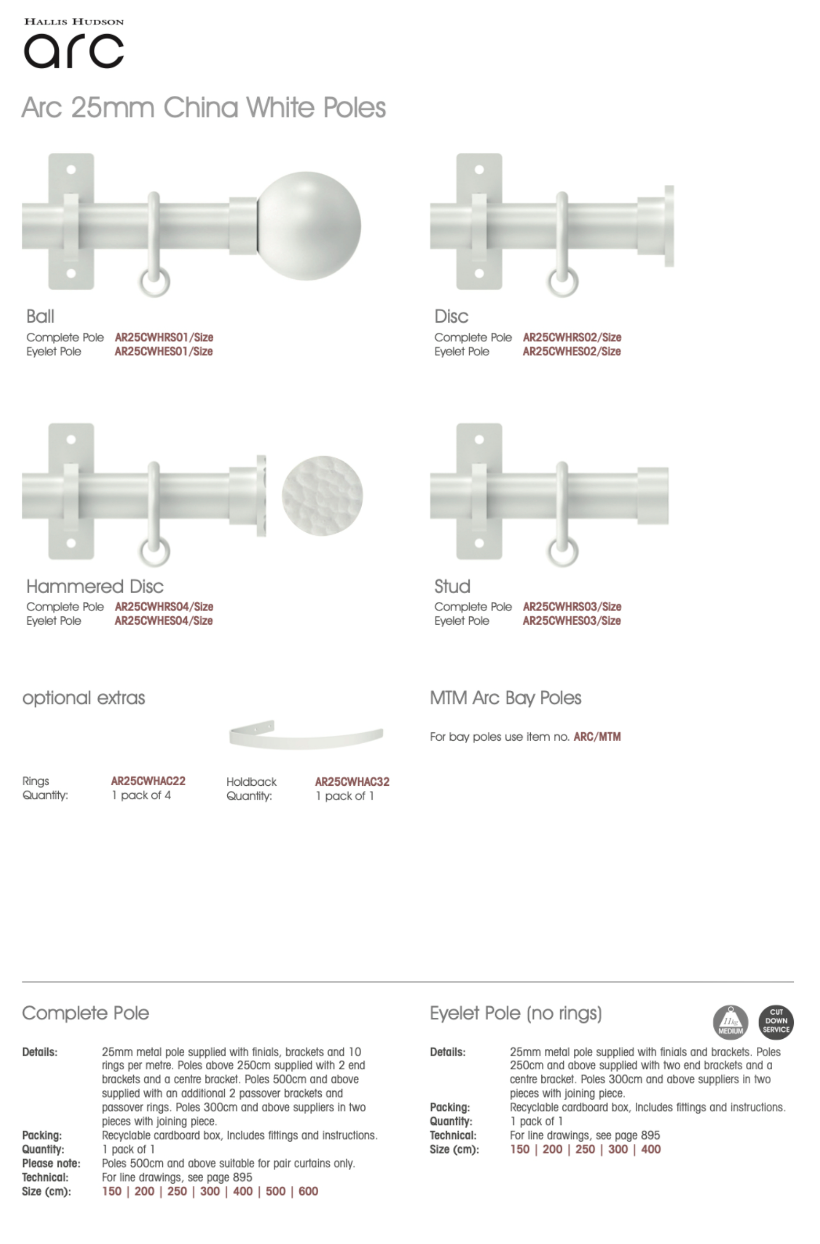 HALLIS HUDSON
arc
Arc 25mm China White Poles
Ball
Complete Pole AR25CWHRS01/Size
Eyelet Pole AR25CWHES01/Size
Disc
Complete Pole AR25CWHRS02/Size
Eyelet Pole AR25CWHES02/Size
Hammered Disc
Complete Pole AR25CWHRS04/Size
Eyelet Pole AR25CWHES04/Size
Stud
Complete Pole AR25CWHRS03/Size
Eyelet Pole AR25CWHES03/Size
optional extras
Rings AR25CWHAC22
Quantity: 1 pack of 4
Holdback AR25CWHAC32
Quantity: 1 pack of 1
MTM Arc Bay Poles
For bay poles use item no. ARC/MTM
Complete Pole
Details: 25mm metal pole supplied with finials, brackets and 10
rings per metre. Poles above 250cm supplied with 2 end
brackets and a centre bracket. Poles 500cm and above
supplied with an additional 2 passover brackets and
passover rings. Poles 300cm and above suppliers in two
pieces with joining piece.
Packing: Recyclable cardboard box, Includes fittings and instructions.
Quantity: 1 pack of 1
Please note: Poles 500cm and above suitable for pair curtains only.
Technical: For line drawings, see page 895
Size (cm): 150 | 200 | 250 | 300 | 400 | 500 | 600
Eyelet Pole (no rings)
11kg
MEDIUM
CUT
DOWN
SERVICE
Details: 25mm metal pole supplied with finials and brackets. Poles
250cm and above supplied with two end brackets and a
centre bracket. Poles 300cm and above suppliers in two
pieces with joining piece.
Packing: Recyclable cardboard box, Includes fittings and instructions.
Quantity: 1 pack of 1
Technical: For line drawings, see page 895
Size (cm): 150 | 200 | 250 | 300 | 400